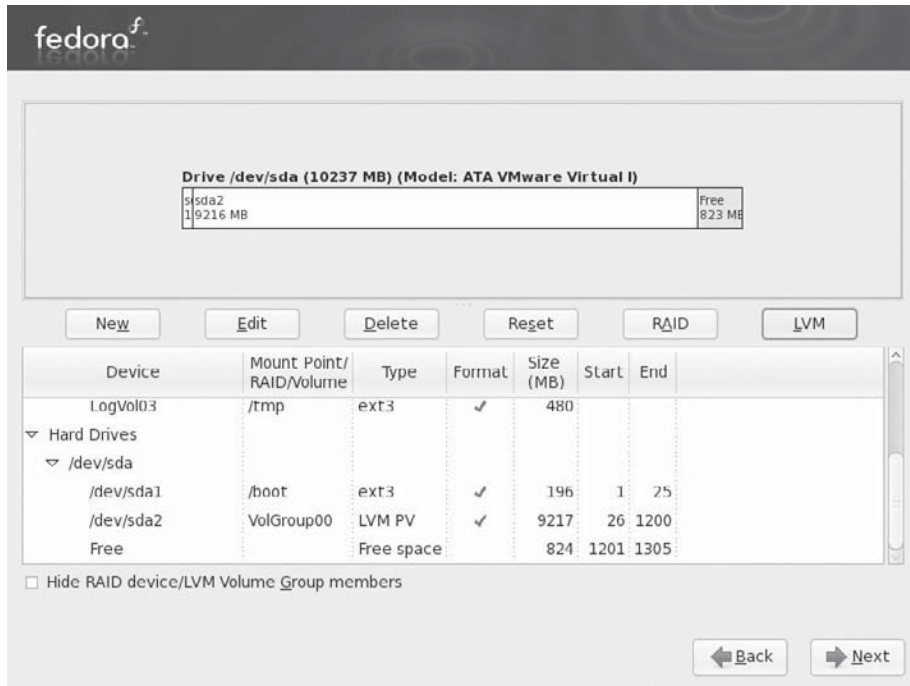 fedora
Drive /dev/sda (10237 MB) (Model: ATA VMware Virtual I)
sda2 Free
9216 MB 823 MB
New Edit Delete Reset RAID LVM
Device Mount Point/ RAID/Volume Type Format Size (MB) Start End
LogVol03 /tmp ext3 480
Hard Drives
/dev/sda
/dev/sda1 /boot ext3 196 1 25
/dev/sda2 VolGroup00 LVM PV 9217 26 1200
Free Free space 824 1201 1305
Hide RAID device/LVM Volume Group members
Back Next